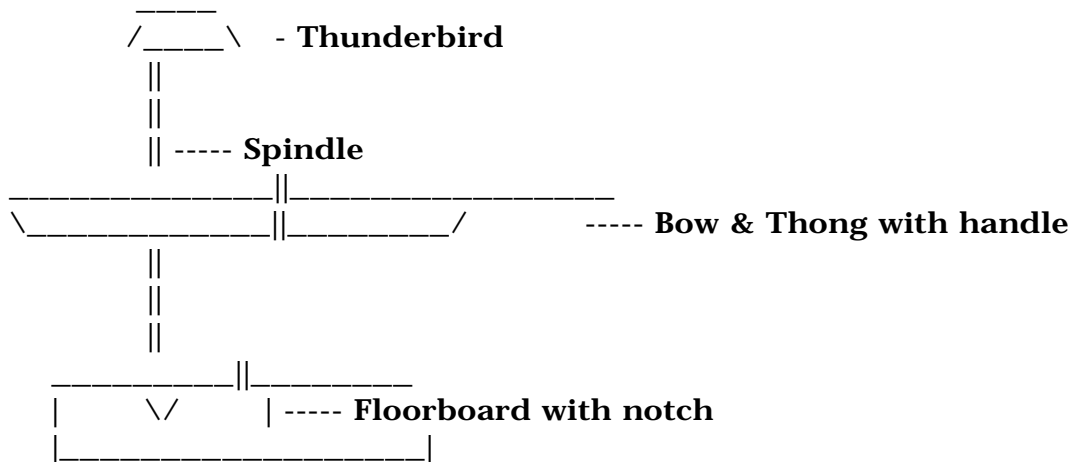 - Thunderbird
----- Spindle
----- Bow & Thong with handle
----- Floorboard with notch